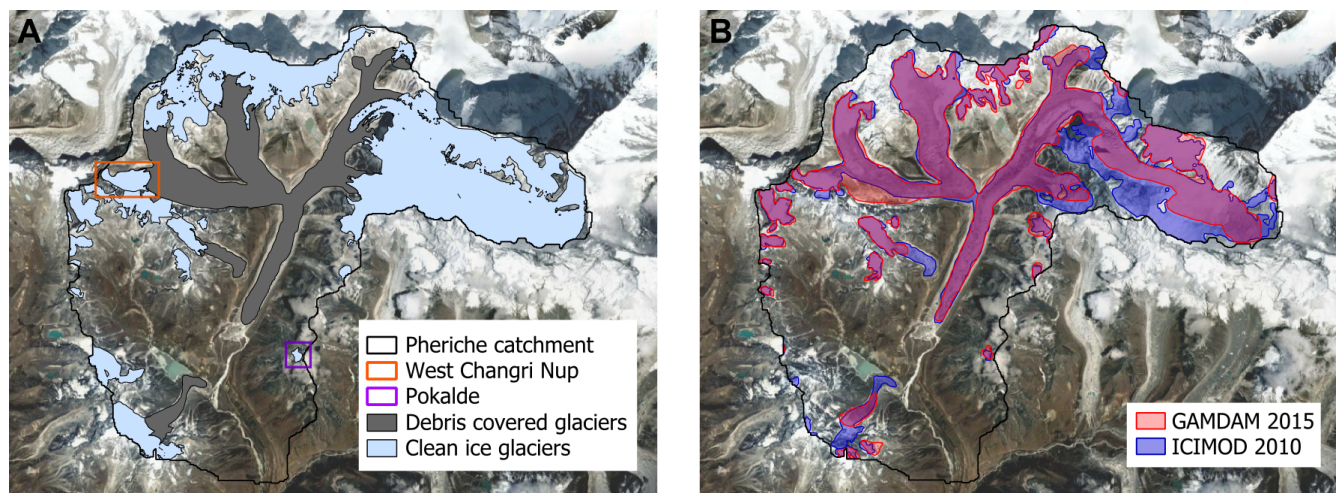 A
Pheriche catchment
West Changri Nup
Pokalde
Debris covered glaciers
Clean ice glaciers
B
GAMDAM 2015
ICIMOD 2010